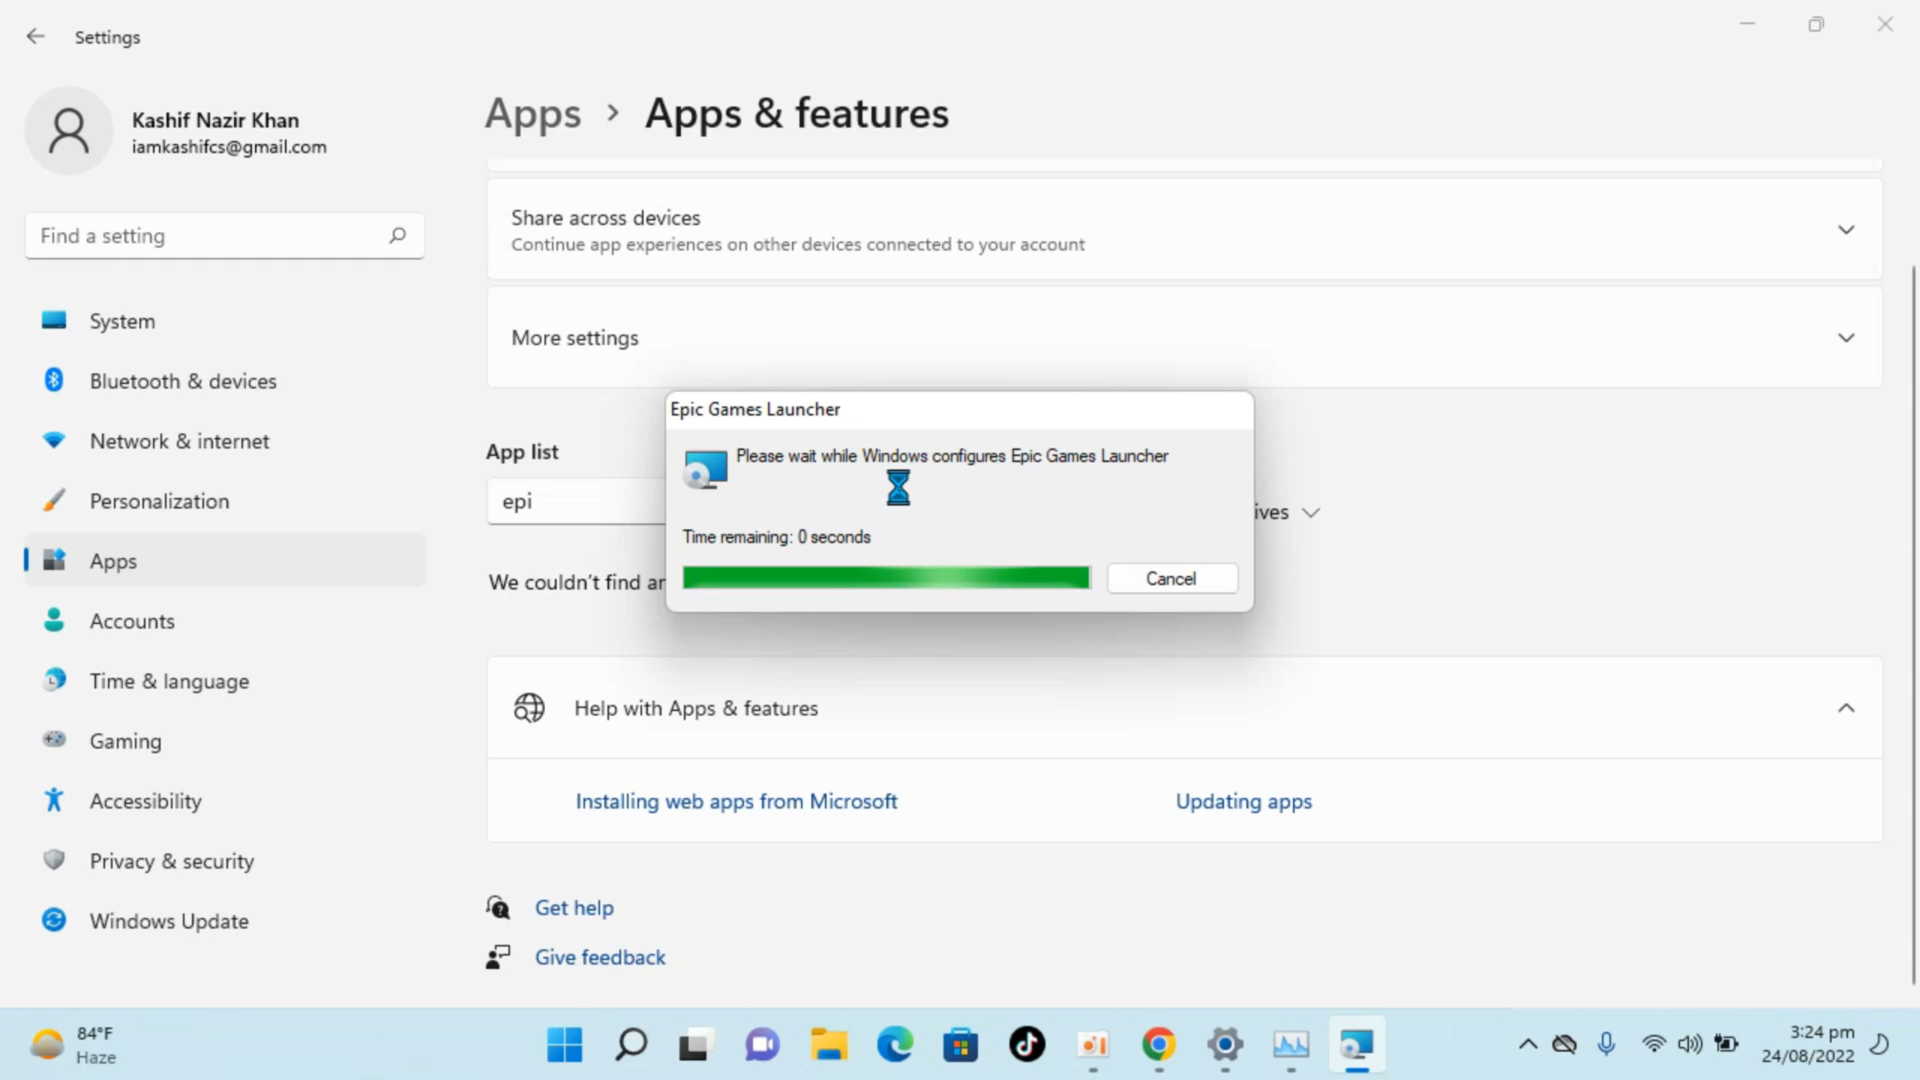 Settings
Kashif Nazir Khan
iamkashifcs@gmail.com
Find a setting
System
Bluetooth & devices
Network & internet
Personalization
Apps
Accounts
Time & language
Gaming
Accessibility
Privacy & security
Windows Update
Apps > Apps & features
Share across devices
Continue app experiences on other devices connected to your account
More settings
App list
epi
ives
We couldn't find an
Epic Games Launcher
Please wait while Windows configures Epic Games Launcher
Time remaining: 0 seconds
Cancel
Help with Apps & features
Installing web apps from Microsoft
Updating apps
Get help
Give feedback
84°F
Haze
3:24 pm
24/08/2022